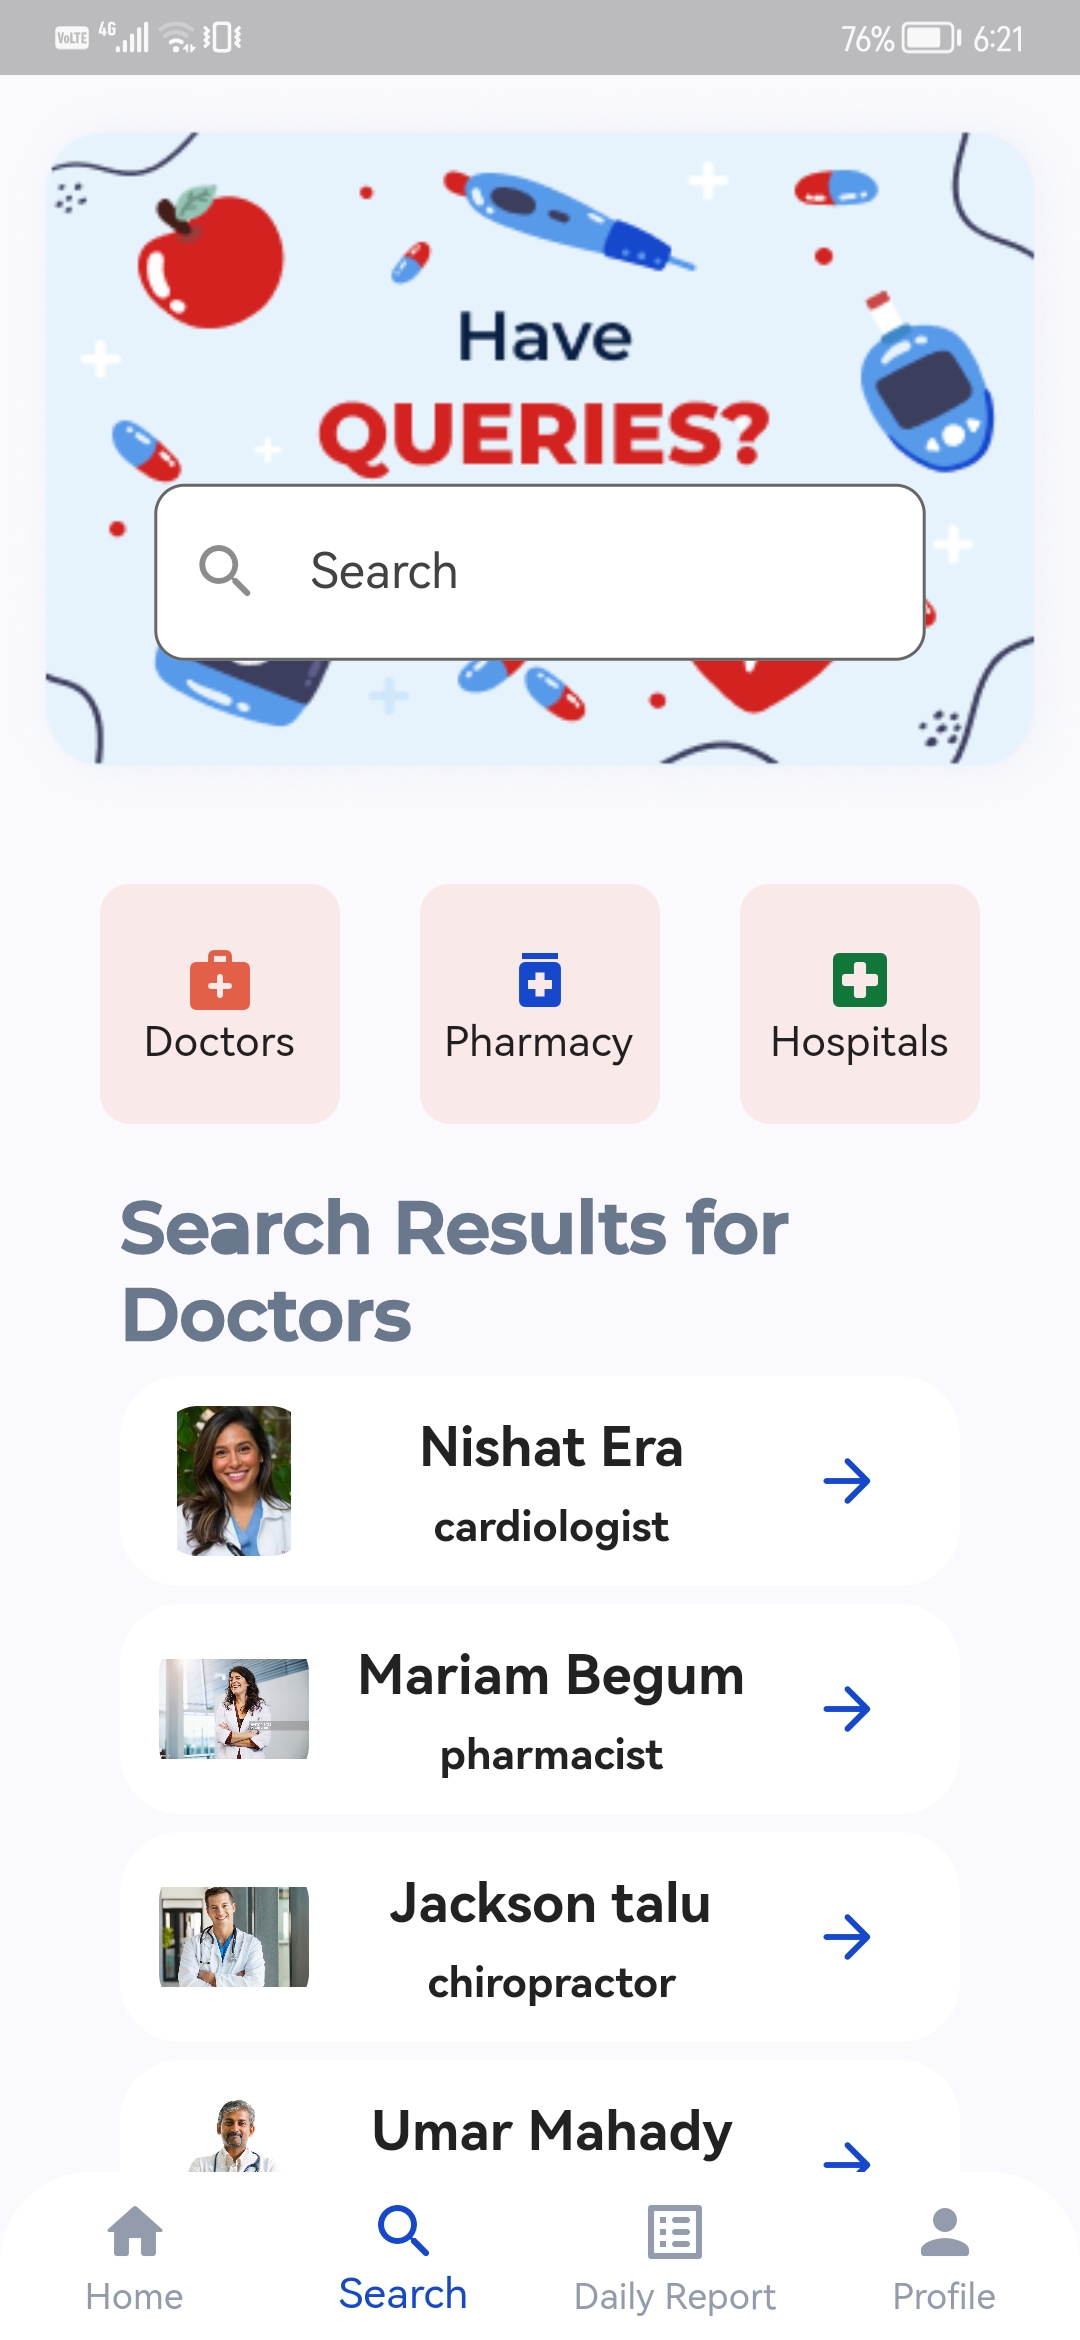 VoLTE 4G 76% 6:21
Have
QUERIES?
Search
Doctors Pharmacy Hospitals
Search Results for
Doctors
Nishat Era
cardiologist
Mariam Begum
pharmacist
Jackson talu
chiropractor
Umar Mahady
Home Search Daily Report Profile